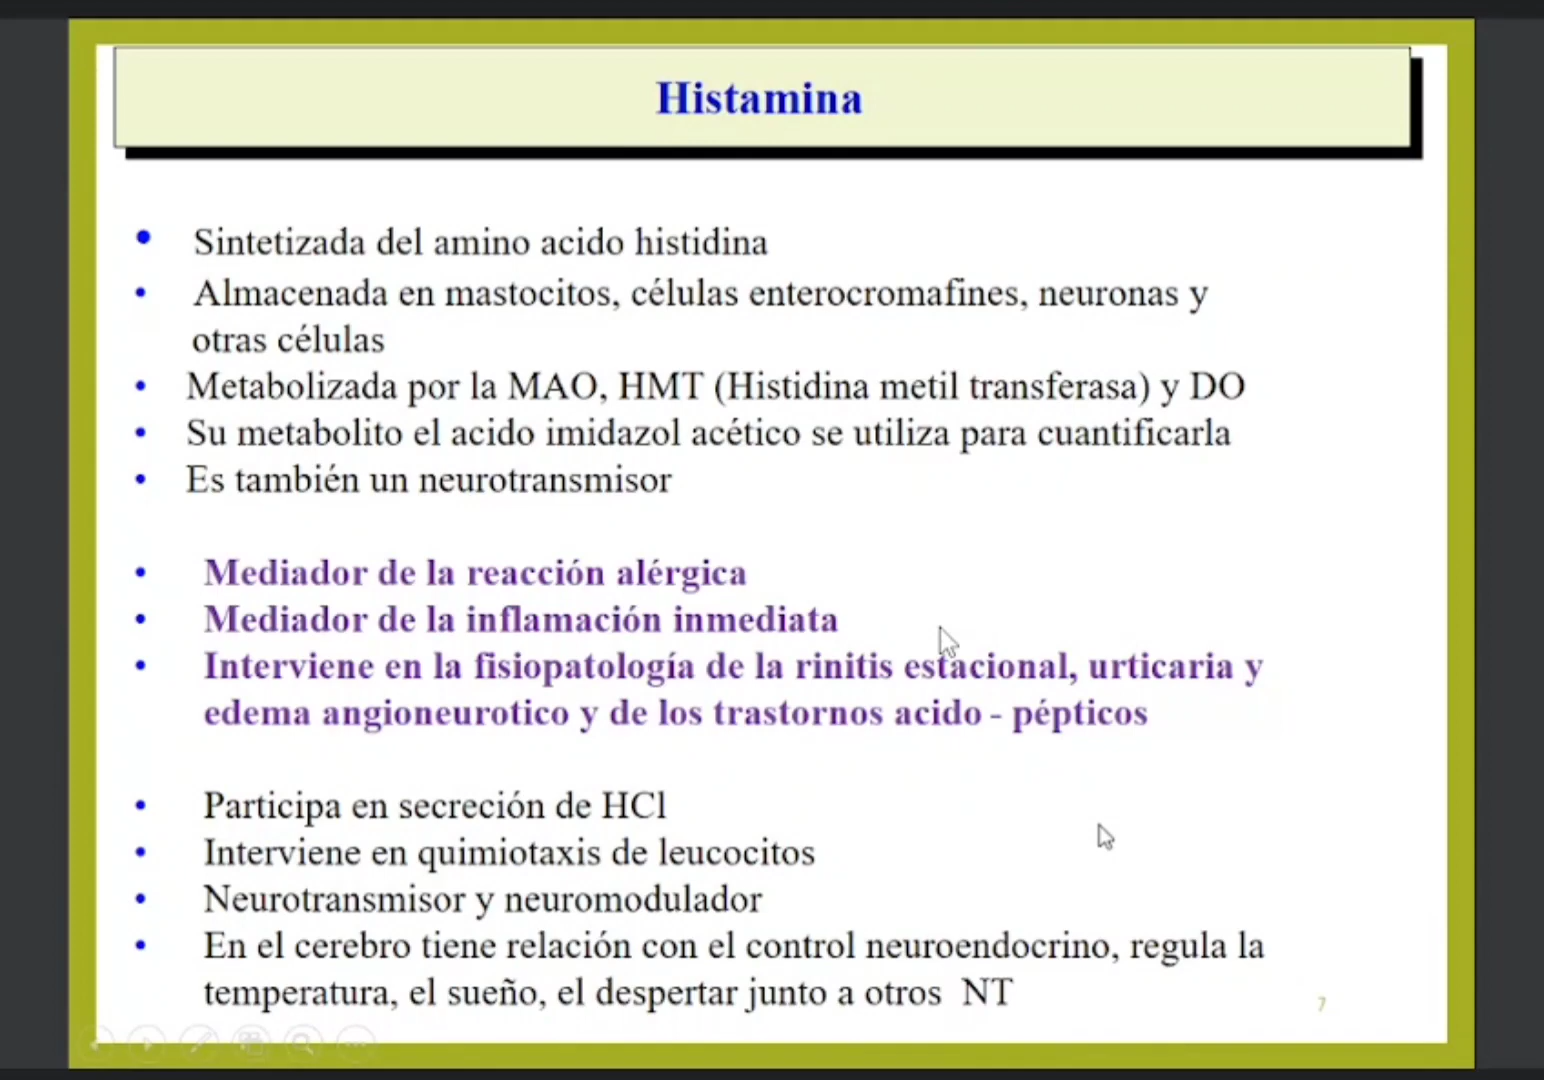 Histamina
• Sintetizada del amino acido histidina
• Almacenada en mastocitos, células enterocromafines, neuronas y
otras células
• Metabolizada por la MAO, HMT (Histidina metil transferasa) y DO
• Su metabolito el acido imidazol acético se utiliza para cuantificarla
• Es también un neurotransmisor
• Mediador de la reacción alérgica
• Mediador de la inflamación inmediata
• Interviene en la fisiopatología de la rinitis estacional, urticaria y
edema angioneurotico y de los trastornos acido - pépticos
• Participa en secreción de HCl
• Interviene en quimiotaxis de leucocitos
• Neurotransmisor y neuromodulador
• En el cerebro tiene relación con el control neuroendocrino, regula la
temperatura, el sueño, el despertar junto a otros NT
7